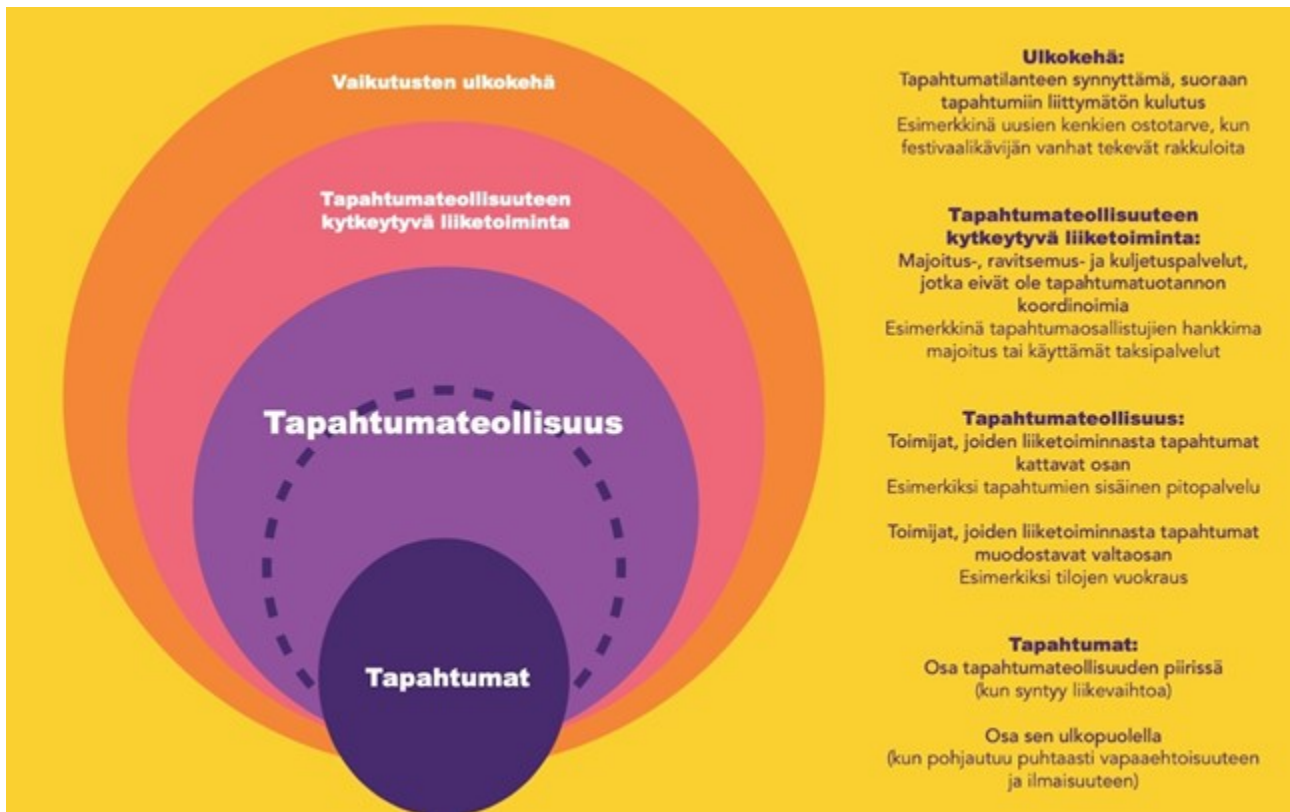 Vaikutusten ulkokehä
Tapahtumateollisuuteen
kytkeytyvä liiketoiminta
Tapahtumateollisuus
Tapahtumat
Ulkokehä:
Tapahtumatilanteen synnyttämä, suoraan
tapahtumiin liittymätön kulutus
Esimerkkinä uusien kenkien ostotarve, kun
festivaalikävijän vanhat tekevät rakkuloita
Tapahtumateollisuuteen
kytkeytyvä liiketoiminta:
Majoitus-, ravitsemus- ja kuljetuspalvelut,
jotka eivät ole tapahtumatuotannon
koordinoimia
Esimerkkinä tapahtumaosallistujien hankkima
majoitus tai käyttämät taksipalvelut
Tapahtumateollisuus:
Toimijat, joiden liiketoiminnasta tapahtumat
kattavat osan
Esimerkiksi tapahtumien sisäinen pitopalvelu
Toimijat, joiden liiketoiminnasta tapahtumat
muodostavat valtaosan
Esimerkiksi tilojen vuokraus
Tapahtumat:
Osa tapahtumateollisuuden piirissä
(kun syntyy liikevaihtoa)
Osa sen ulkopuolella
(kun pohjautuu puhtaasti vapaaehtoisuuteen
ja ilmaisuuteen)